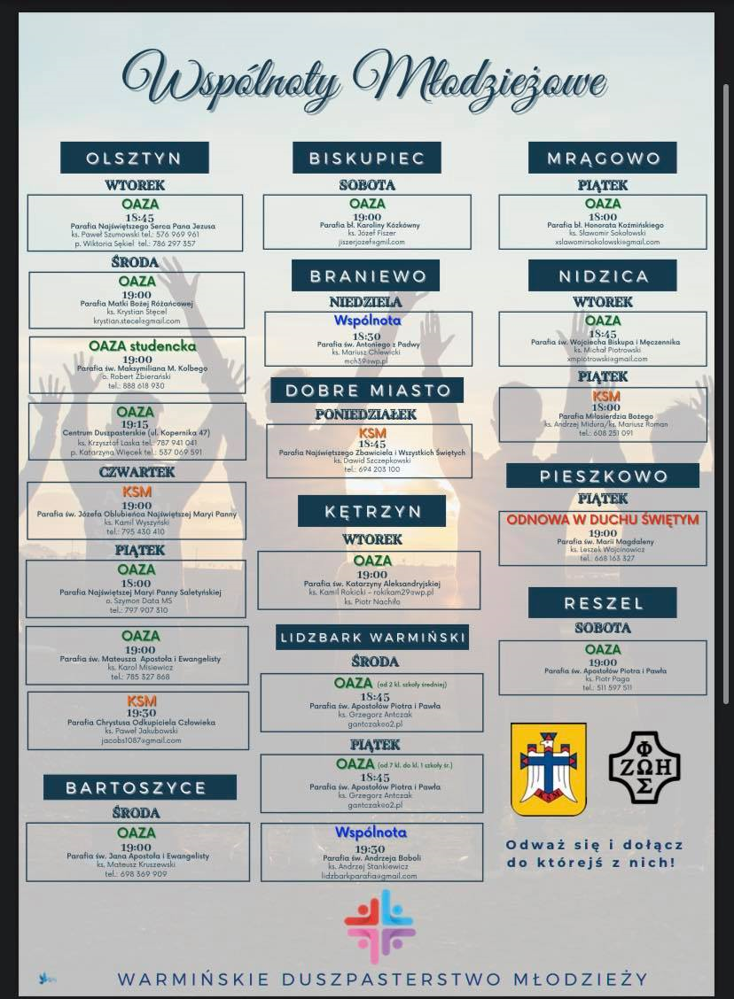 Wspólnoty Młodzieżowe
OLSZTYN
WTOREK
OAZA
18:45
Parafia Najświętszego Serca Pana Jezusa
ks. Paweł Szumowski tel.: 576 969 961
p. Wiktoria Sękiel tel.: 786 297 357
ŚRODA
OAZA
19:00
Parafia Matki Bożej Różańcowej
ks. Krystian Stęcel
krystian.stecel@gmail.com
OAZA studencka
19:00
Parafia św. Maksymiliana M. Kolbego
o. Robert Zbierański
tel.: 888 618 930
OAZA
19:15
Centrum Duszpasterskie (ul. Kopernika 47)
ks. Krzysztof Laska tel.: 787 941 041
p. Katarzyna Więcek tel.: 537 069 591
CZWARTEK
KSM
19:00
Parafia św. Józefa Oblubieńca Najświętszej Maryi Panny
ks. Kamil Wyszyński
tel.: 795 430 410
PIĄTEK
OAZA
18:00
Parafia Najświętszej Maryi Panny Saletyńskiej
o. Szymon Data MS
tel.: 797 907 310
OAZA
19:00
Parafia św. Mateusza Apostoła i Ewangelisty
ks. Karol Misiewicz
tel.: 785 327 868
KSM
19:30
Parafia Chrystusa Odkupiciela Człowieka
ks. Paweł Jakubowski
jacobs1087@gmail.com
BARTOSZYCE
ŚRODA
OAZA
19:00
Parafia św. Jana Apostoła i Ewangelisty
ks, Mateusz Kruszewski
tel.: 698 369 909
BISKUPIEC
SOBOTA
OAZA
19:00
Parafia bł. Karoliny Kózkówny
ks. Józef Fiszer
jiszerjozef@gmil.com
BRANIEWO
NIEDZIELA
Wspólnota
18:30
Parafia św. Antoniego z Padwy
ks. Mariusz Chlewicki
mch39@wp.pl
DOBRE MIASTO
PONIEDZIAŁEK
KSM
18:45
Parafia Najświętszego Zbawiciela i Wszystkich Świętych
ks. Dawid Szczepkowski
tel.: 694 203 100
KĘTRZYN
WTOREK
OAZA
19:00
Parafia św. Katarzyny Aleksandryjskiej
ks. Kamil Rokicki - rokikam29@wp.pl
ks. Piotr Nachiło
LIDZBARK WARMIŃSKI
ŚRODA
OAZA (od 2 kl. szkoły średniej)
18:45
Parafia św. Apostołów Piotra i Pawła
ks. Grzegorz Antczak
gantczak@o2.pl
PIĄTEK
OAZA (od 7 kl. do kl. 1 szkoły śr.)
18:45
Parafia św. Apostołów Piotra i Pawła
ks. Grzegorz Antczak
gantczak@o2.pl
Wspólnota
19:30
Parafia św. Andrzeja Boboli
ks. Andrzej Stankiewicz
lidzbarkparafia@gmail.com
MRĄGOWO
PIĄTEK
OAZA
18:00
Parafia bł. Honorata Koźmińskiego
ks. Sławomir Sokołowski
xslawomirsokolowski@gmail.com
NIDZICA
WTOREK
OAZA
18:45
Parafia św. Wojciecha Biskupa i Męczennika
ks. Michał Piotrowski
xmpiotrowski@gmail.com
PIĄTEK
KSM
18:00
Parafia Miłosierdzia Bożego
ks. Andrzej Midura/ks. Mariusz Roman
tel.: 608 251 091
PIESZKOWO
PIĄTEK
ODNOWA W DUCHU ŚWIĘTYM
19:00
Parafia św. Marii Magdaleny
ks. Leszek Wojcinowicz
tel.: 668 163 327
RESZEL
SOBOTA
OAZA
19:00
Parafia św. Apostołów Piotra i Pawła
ks. Piotr Paga
tel.: 511 597 511
KSM
Φ
ΖΩΗ
Σ
Odważ się i dołącz
do którejś z nich!
WARMIŃSKIE DUSZPASTERSTWO MŁODZIEŻY